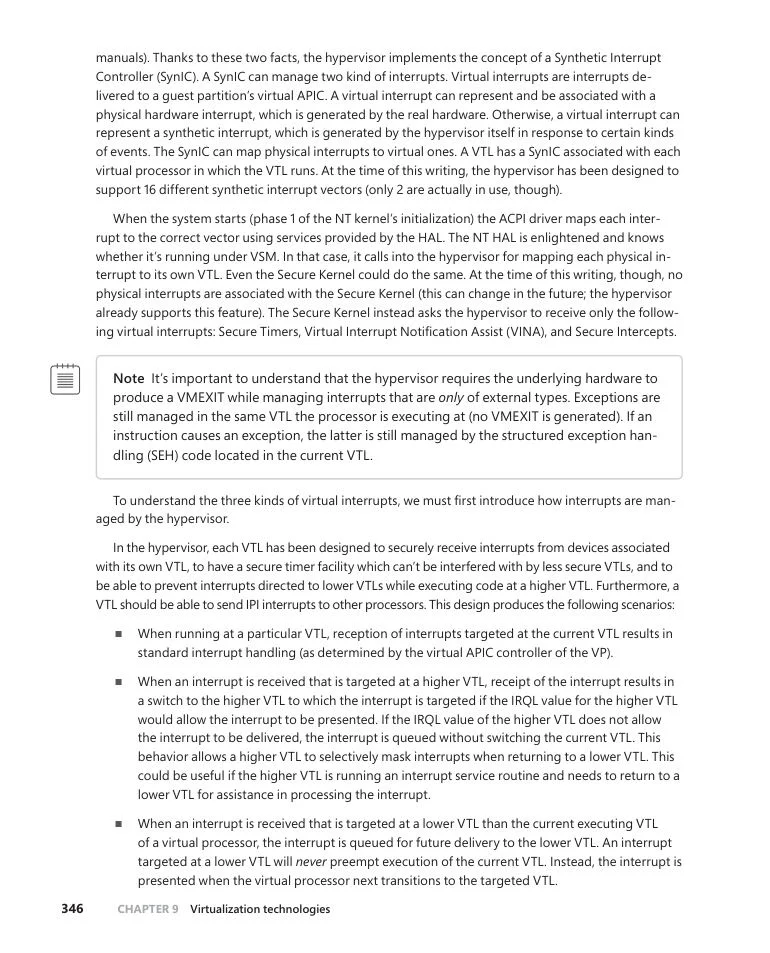 manuals). Thanks to these two facts, the hypervisor implements the concept of a Synthetic Interrupt
Controller (SynIC). A SynIC can manage two kind of interrupts. Virtual interrupts are interrupts de-
livered to a guest partition's virtual APIC. A virtual interrupt can represent and be associated with a
physical hardware interrupt, which is generated by the real hardware. Otherwise, a virtual interrupt can
represent a synthetic interrupt, which is generated by the hypervisor itself in response to certain kinds
of events. The SynIC can map physical interrupts to virtual ones. A VTL has a SynIC associated with each
virtual processor in which the VTL runs. At the time of this writing, the hypervisor has been designed to
support 16 different synthetic interrupt vectors (only 2 are actually in use, though).
When the system starts (phase 1 of the NT kernel's initialization) the ACPI driver maps each inter-
rupt to the correct vector using services provided by the HAL. The NT HAL is enlightened and knows
whether it's running under VSM. In that case, it calls into the hypervisor for mapping each physical in-
terrupt to its own VTL. Even the Secure Kernel could do the same. At the time of this writing, though, no
physical interrupts are associated with the Secure Kernel (this can change in the future; the hypervisor
already supports this feature). The Secure Kernel instead asks the hypervisor to receive only the follow-
ing virtual interrupts: Secure Timers, Virtual Interrupt Notification Assist (VINA), and Secure Intercepts.
Note It's important to understand that the hypervisor requires the underlying hardware to
produce a VMEXIT while managing interrupts that are only of external types. Exceptions are
still managed in the same VTL the processor is executing at (no VMEXIT is generated). If an
instruction causes an exception, the latter is still managed by the structured exception han-
dling (SEH) code located in the current VTL.
To understand the three kinds of virtual interrupts, we must first introduce how interrupts are man-
aged by the hypervisor.
In the hypervisor, each VTL has been designed to securely receive interrupts from devices associated
with its own VTL, to have a secure timer facility which can't be interfered with by less secure VTLs, and to
be able to prevent interrupts directed to lower VTLs while executing code at a higher VTL. Furthermore, a
VTL should be able to send IPI interrupts to other processors. This design produces the following scenarios:
■ When running at a particular VTL, reception of interrupts targeted at the current VTL results in
standard interrupt handling (as determined by the virtual APIC controller of the VP).
■ When an interrupt is received that is targeted at a higher VTL, receipt of the interrupt results in
a switch to the higher VTL to which the interrupt is targeted if the IRQL value for the higher VTL
would allow the interrupt to be presented. If the IRQL value of the higher VTL does not allow
the interrupt to be delivered, the interrupt is queued without switching the current VTL. This
behavior allows a higher VTL to selectively mask interrupts when returning to a lower VTL. This
could be useful if the higher VTL is running an interrupt service routine and needs to return to a
lower VTL for assistance in processing the interrupt.
■ When an interrupt is received that is targeted at a lower VTL than the current executing VTL
of a virtual processor, the interrupt is queued for future delivery to the lower VTL. An interrupt
targeted at a lower VTL will never preempt execution of the current VTL. Instead, the interrupt is
presented when the virtual processor next transitions to the targeted VTL.
346 CHAPTER 9 Virtualization technologies